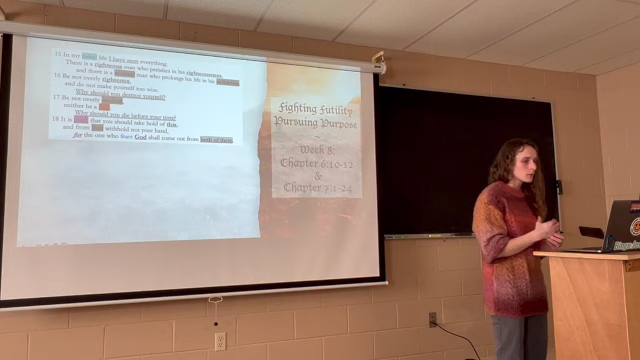 15 In my life I have seen everything.
There is a righteous man who perishes in his righteousness,
and there is a man who prolongs his life in his
16 Be not overly righteous,
and do not make yourself too wise.
Why should you destroy yourself?
17 Be not overly
neither be a
Why should you die before your time?
18 It is that you should take hold of this,
and from withhold not your hand,
for the one who fears God shall come out from both of them.
Fighting Futility
Pursuing Purpose
~
Week 8:
Chapter 6:10-12
&
Chapter 7:1-24